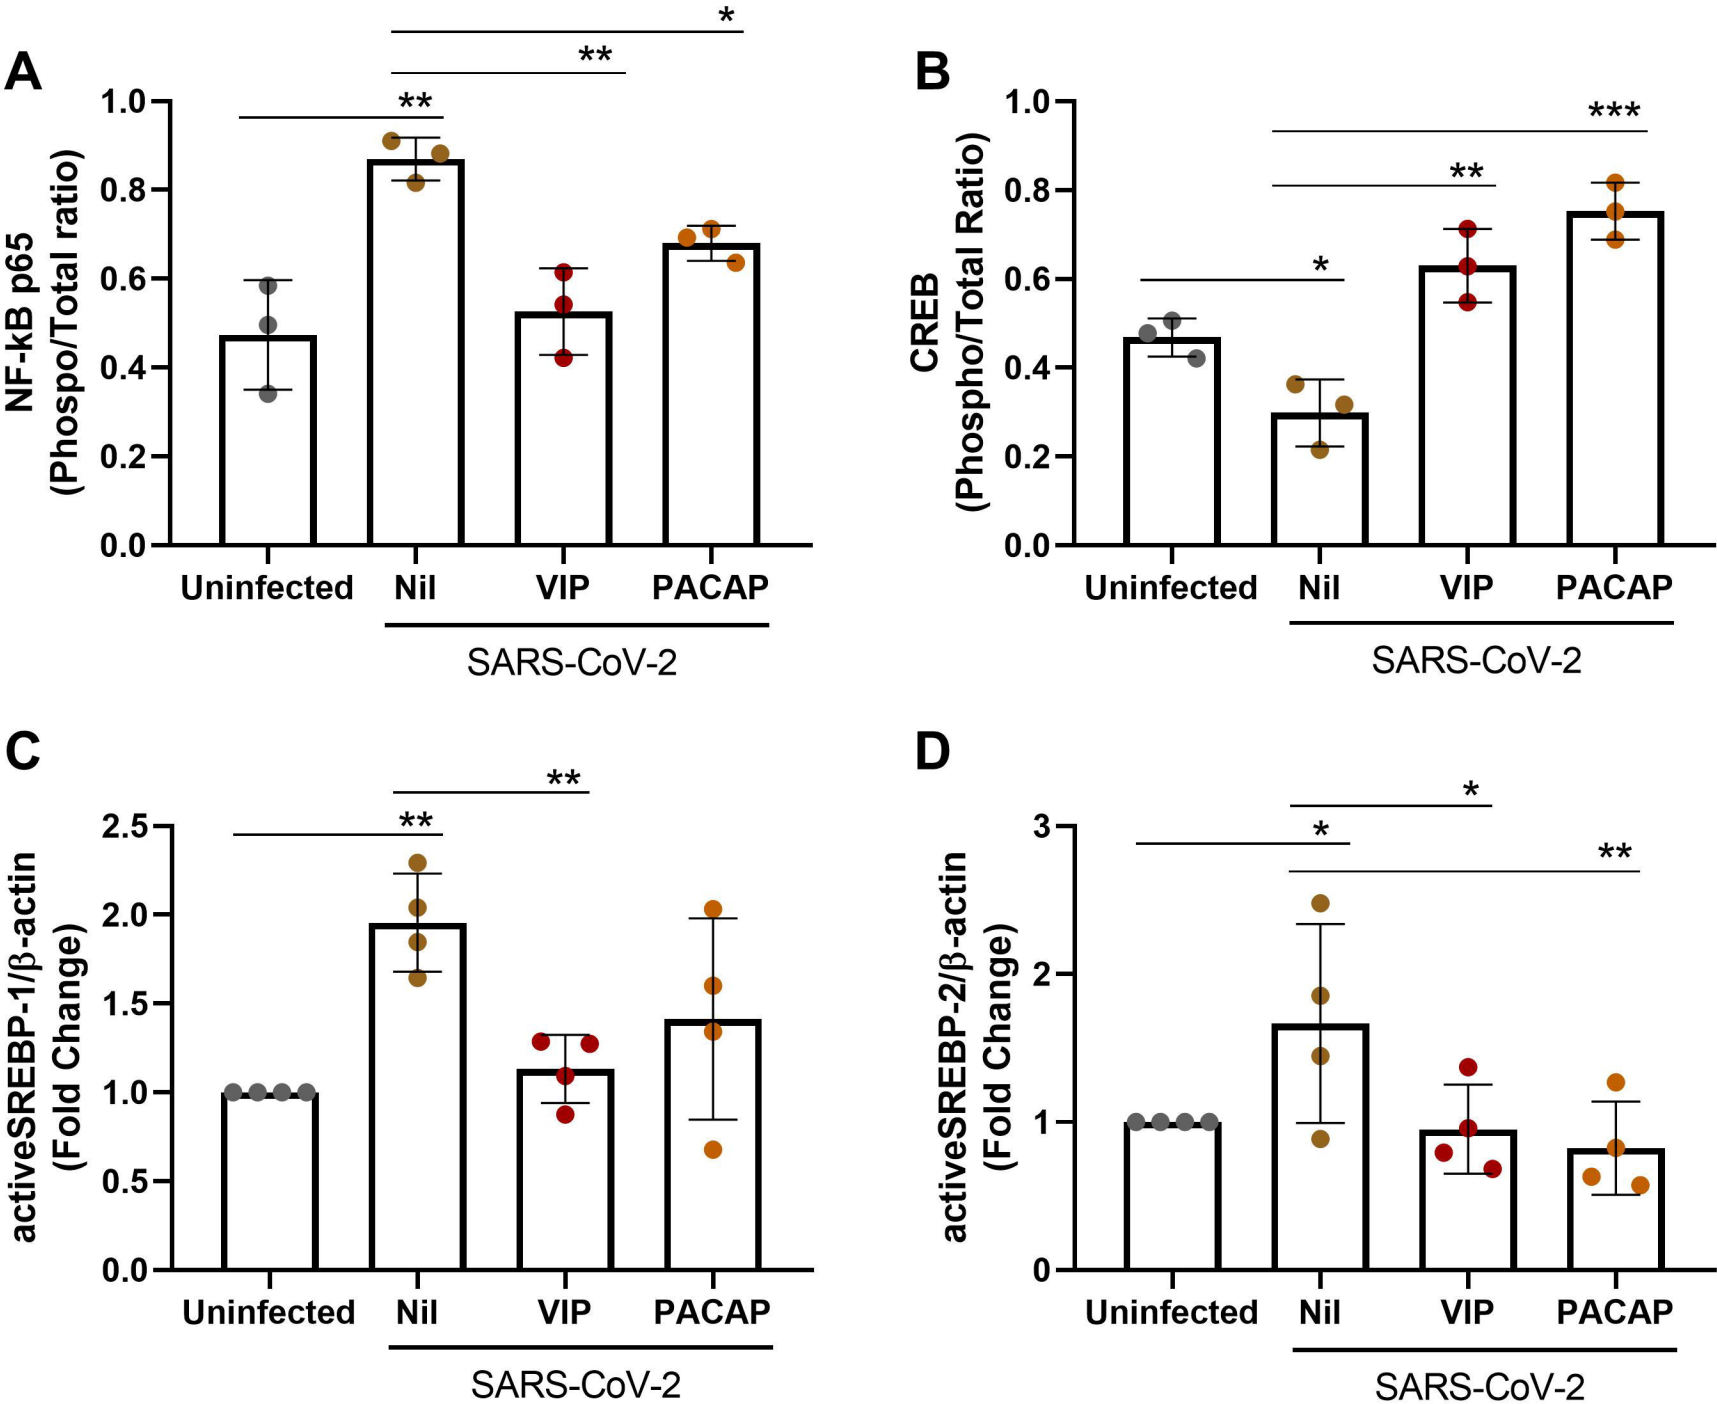 A
NF-kB p65
(Phospo/Total ratio)
*
**
**
1.0
0.8
0.6
0.4
0.2
0.0
Uninfected Nil VIP PACAP
SARS-CoV-2
B
CREB
(Phospho/Total Ratio)
***
**
*
1.0
0.8
0.6
0.4
0.2
0.0
Uninfected Nil VIP PACAP
SARS-CoV-2
C
activeSREBP-1/β-actin
(Fold Change)
**
**
2.5
2.0
1.5
1.0
0.5
0.0
Uninfected Nil VIP PACAP
SARS-CoV-2
D
activeSREBP-2/β-actin
(Fold Change)
*
*
**
3
2
1
0
Uninfected Nil VIP PACAP
SARS-CoV-2